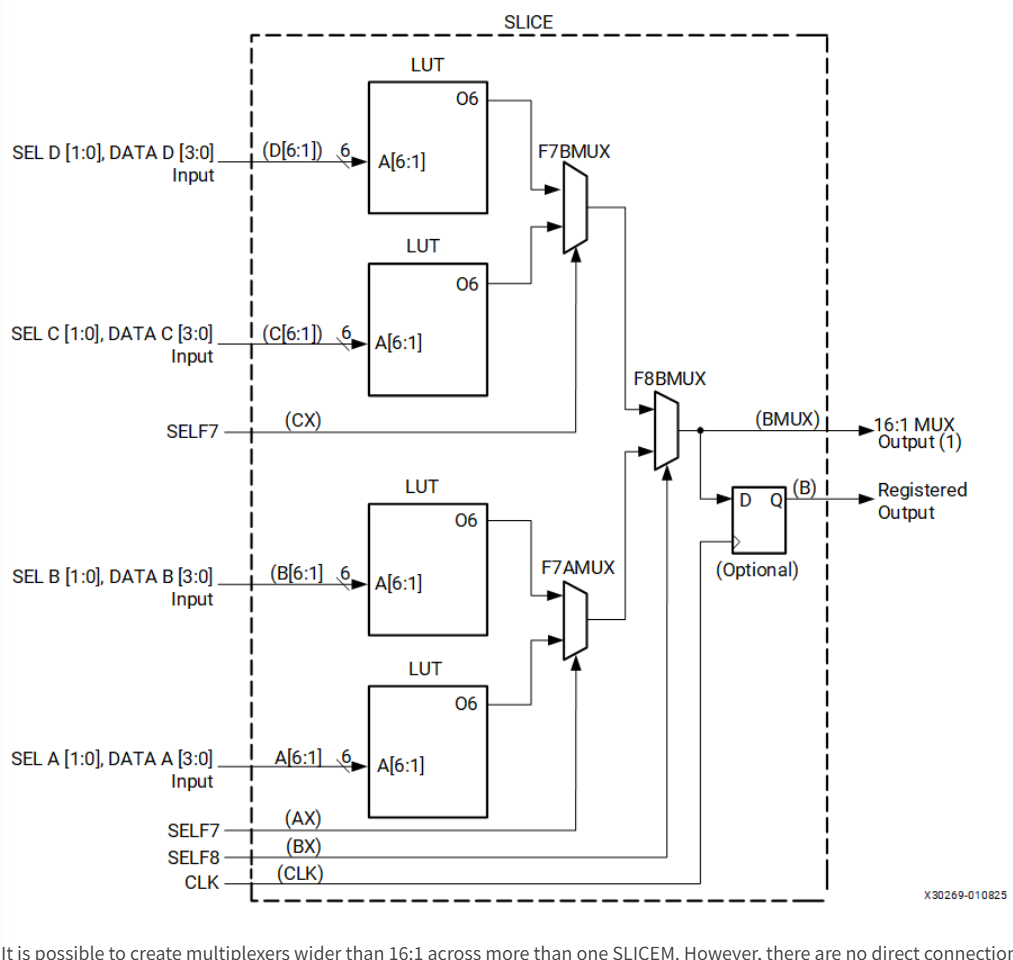 SLICE
LUT
O6
SEL D [1:0], DATA D [3:0]
Input
(D[6:1])
6
A[6:1]
F7BMUX
LUT
O6
SEL C [1:0], DATA C [3:0]
Input
(C[6:1])
6
A[6:1]
F8BMUX
SELF7
(CX)
(BMUX)
16:1 MUX
Output (1)
LUT
O6
D
Q
(B)
Registered
Output
SEL B [1:0], DATA B [3:0]
Input
(B[6:1]
6
A[6:1]
F7AMUX
(Optional)
LUT
O6
SEL A [1:0], DATA A [3:0]
Input
A[6:1]
6
A[6:1]
SELF7
(AX)
SELF8
(BX)
CLK
(CLK)
X30269-010825
It is possible to create multiplexers wider than 16:1 across more than one SLICEM. However, there are no direct connection